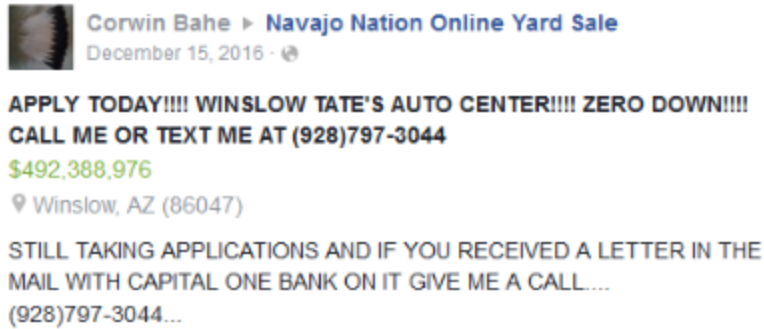 Corwin Bahe ▸ Navajo Nation Online Yard Sale
December 15, 2016 ·
APPLY TODAY!!!! WINSLOW TATE'S AUTO CENTER!!!! ZERO DOWN!!!!
CALL ME OR TEXT ME AT (928)797-3044
$492,388,976
Winslow, AZ (86047)
STILL TAKING APPLICATIONS AND IF YOU RECEIVED A LETTER IN THE
MAIL WITH CAPITAL ONE BANK ON IT GIVE ME A CALL....
(928)797-3044...